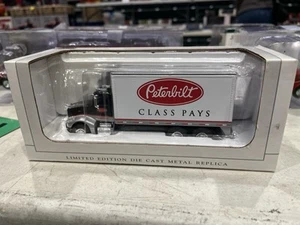 Peterbilt
CLASS PAYS
LIMITED EDITION DIE CAST METAL REPLICA